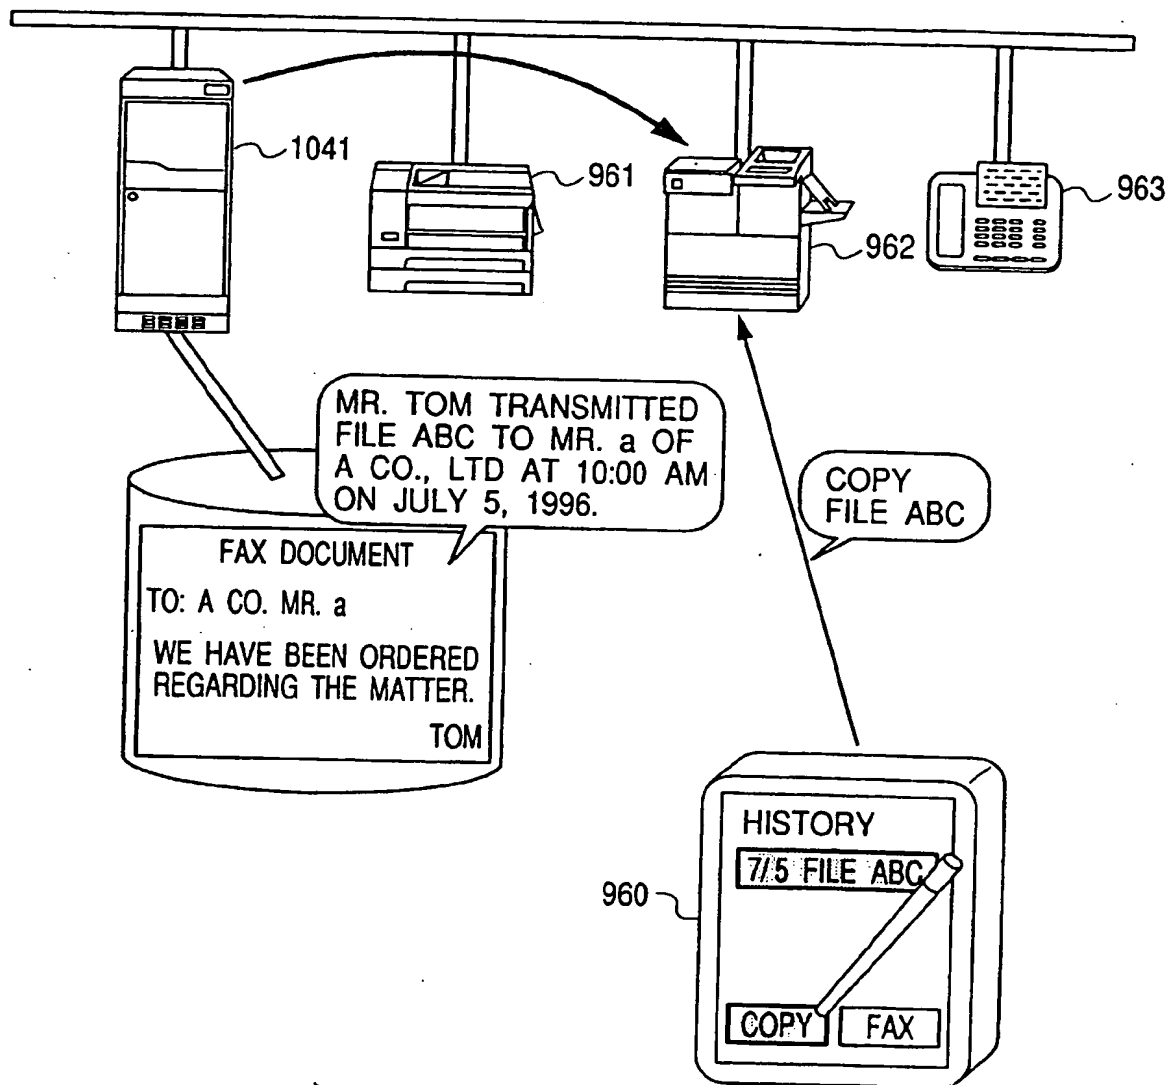 1041
961
962
963
MR. TOM TRANSMITTED
FILE ABC TO MR. a OF
A CO., LTD AT 10:00 AM
ON JULY 5, 1996.
COPY
FILE ABC
FAX DOCUMENT
TO: A CO. MR. a
WE HAVE BEEN ORDERED
REGARDING THE MATTER.
TOM
960
HISTORY
7/5 FILE ABC
COPY
FAX